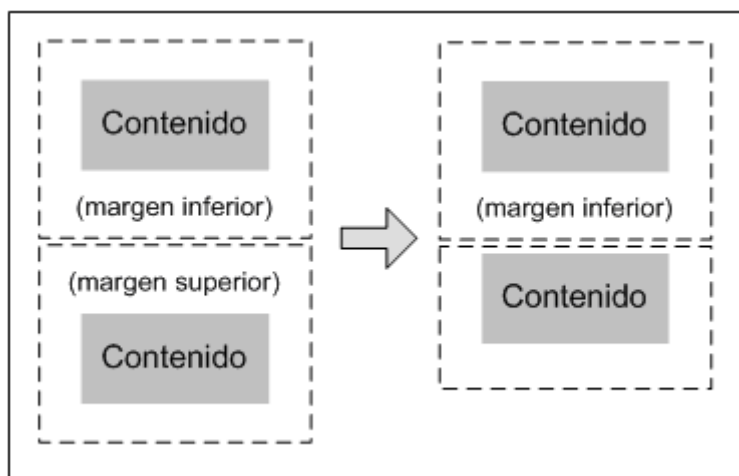 Contenido
(margen inferior)
(margen superior)
Contenido
Contenido
(margen inferior)
Contenido